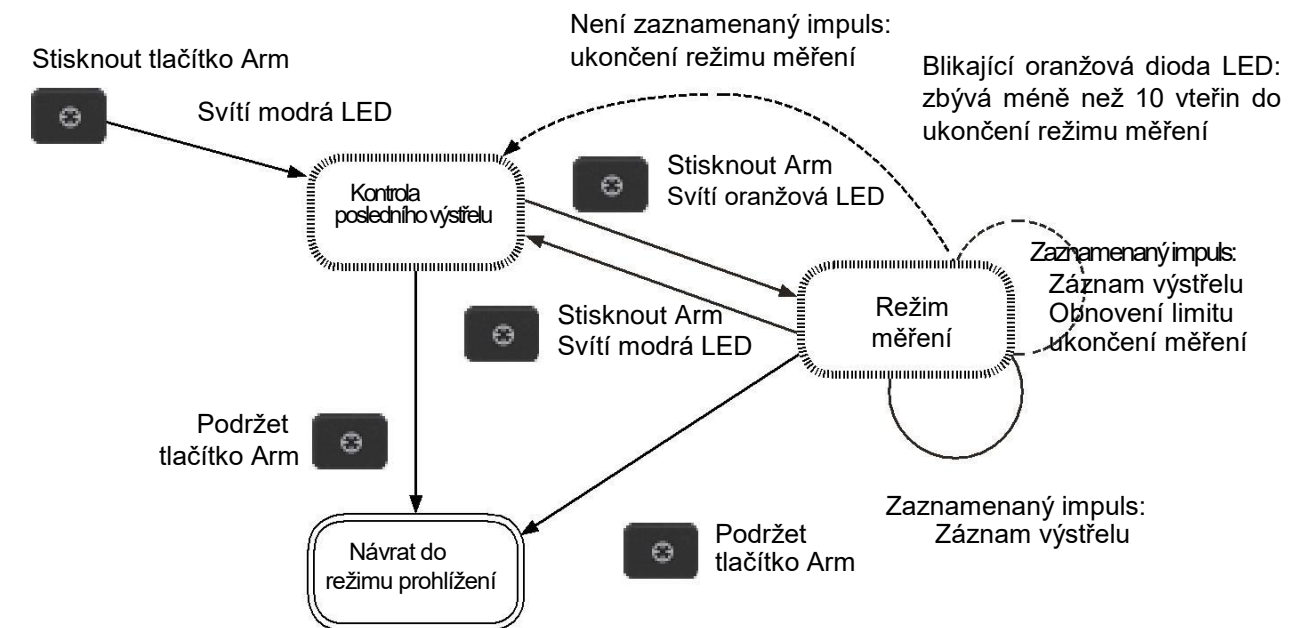 Není zaznamenaný impuls:
ukončení režimu měření
Stisknout tlačítko Arm
Blikající oranžová dioda LED:
zbývá méně než 10 vteřin do
ukončení režimu měření
Svítí modrá LED
Stisknout Arm
Svítí oranžová LED
Kontrola
posledního výstřelu
Zaznamenaný impuls:
Záznam výstřelu
Obnovení limitu
ukončení měření
Režim
měření
Stisknout Arm
Svítí modrá LED
Podržet
tlačítko Arm
Zaznamenaný impuls:
Záznam výstřelu
Podržet
tlačítko Arm
Návrat do
režimu prohlížení